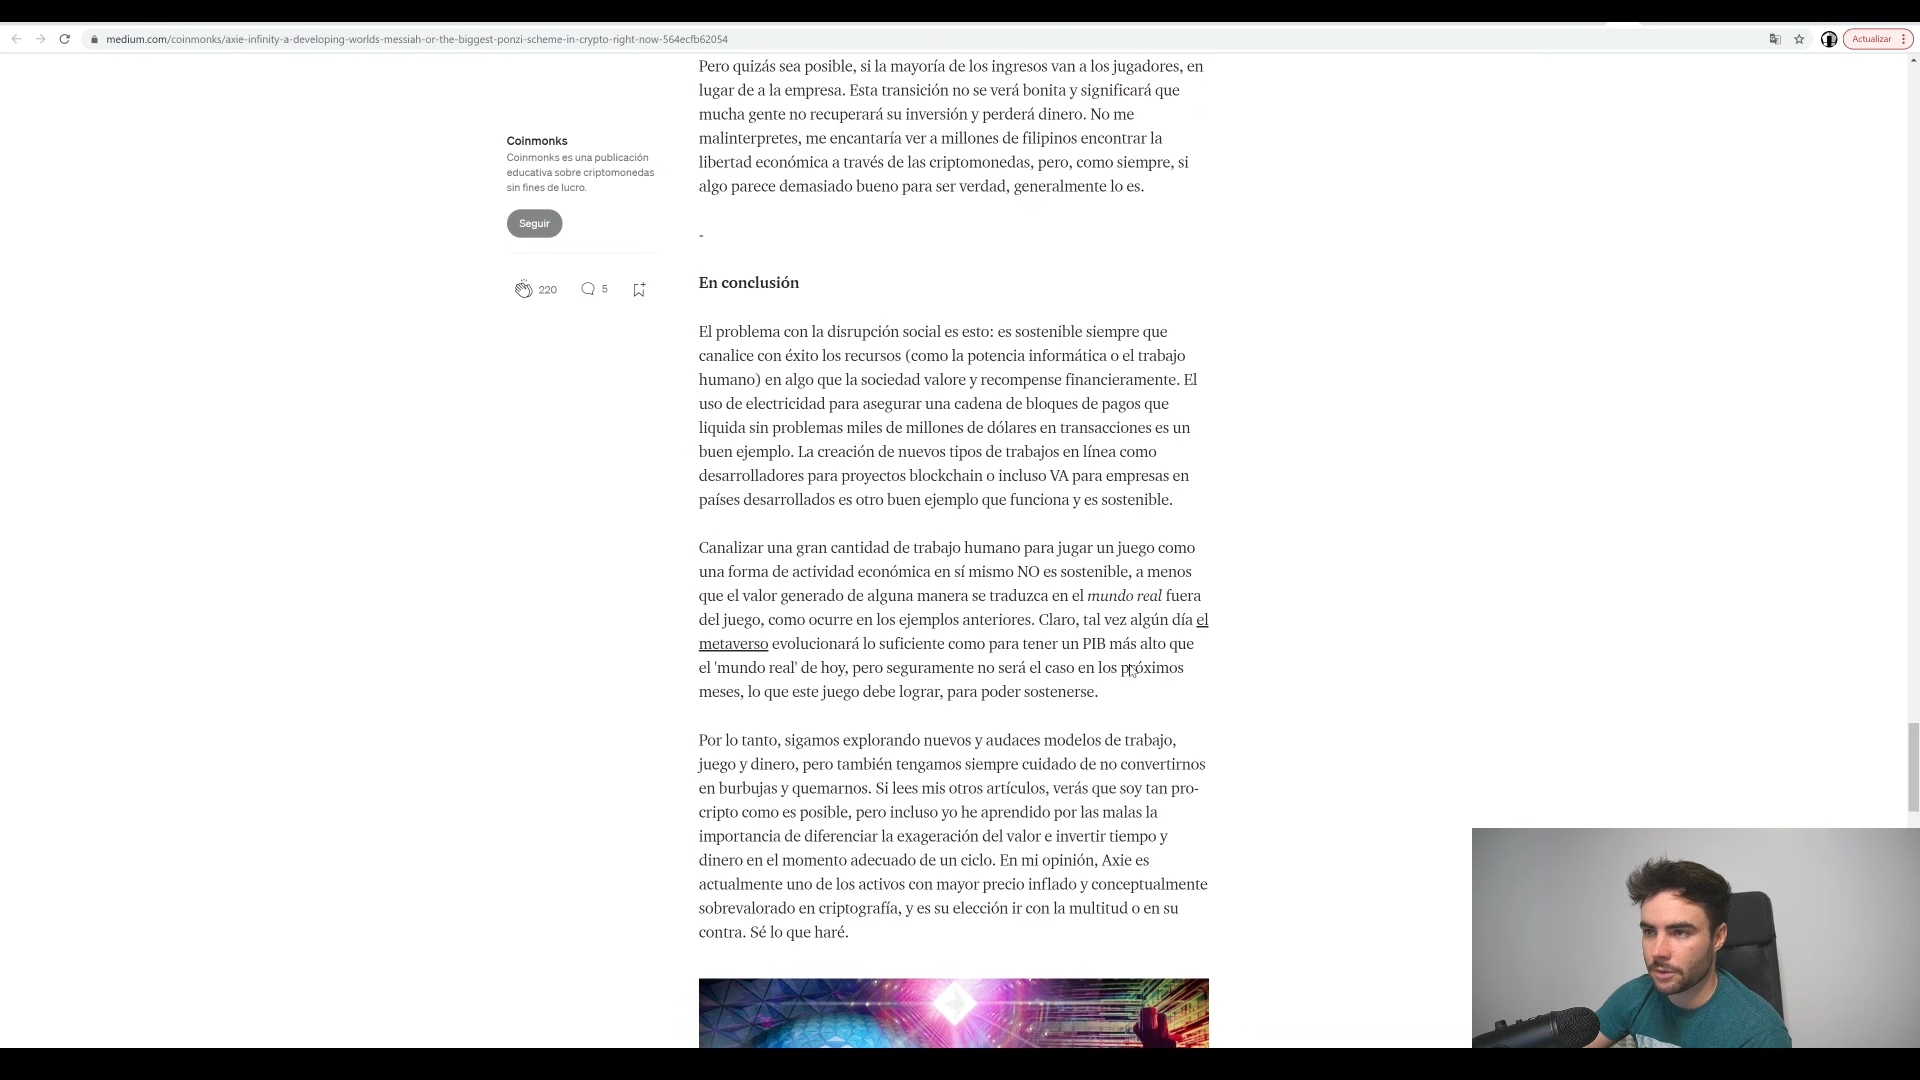 Actualizar
medium.com/coinmonks/axie-infinity-a-developing-worlds-messiah-or-the-biggest-ponzi-scheme-in-crypto-right-now-564ecfb62054
Coinmonks
Coinmonks es una publicación
educativa sobre criptomonedas
sin fines de lucro.
Seguir
220
5
Pero quizás sea posible, si la mayoría de los ingresos van a los jugadores, en
lugar de a la empresa. Esta transición no se verá bonita y significará que
mucha gente no recuperará su inversión y perderá dinero. No me
malinterpretes, me encantaría ver a millones de filipinos encontrar la
libertad económica a través de las criptomonedas, pero, como siempre, si
algo parece demasiado bueno para ser verdad, generalmente lo es.
-
En conclusión
El problema con la disrupción social es esto: es sostenible siempre que
canalice con éxito los recursos (como la potencia informática o el trabajo
humano) en algo que la sociedad valore y recompense financieramente. El
uso de electricidad para asegurar una cadena de bloques de pagos que
liquida sin problemas miles de millones de dólares en transacciones es un
buen ejemplo. La creación de nuevos tipos de trabajos en línea como
desarrolladores para proyectos blockchain o incluso VA para empresas en
países desarrollados es otro buen ejemplo que funciona y es sostenible.
Canalizar una gran cantidad de trabajo humano para jugar un juego como
una forma de actividad económica en sí mismo NO es sostenible, a menos
que el valor generado de alguna manera se traduzca en el mundo real fuera
del juego, como ocurre en los ejemplos anteriores. Claro, tal vez algún día el
metaverso evolucionará lo suficiente como para tener un PIB más alto que
el 'mundo real' de hoy, pero seguramente no será el caso en los próximos
meses, lo que este juego debe lograr, para poder sostenerse.
Por lo tanto, sigamos explorando nuevos y audaces modelos de trabajo,
juego y dinero, pero también tengamos siempre cuidado de no convertirnos
en burbujas y quemarnos. Si lees mis otros artículos, verás que soy tan pro-
cripto como es posible, pero incluso yo he aprendido por las malas la
importancia de diferenciar la exageración del valor e invertir tiempo y
dinero en el momento adecuado de un ciclo. En mi opinión, Axie es
actualmente uno de los activos con mayor precio inflado y conceptualmente
sobrevalorado en criptografía, y es su elección ir con la multitud o en su
contra. Sé lo que haré.